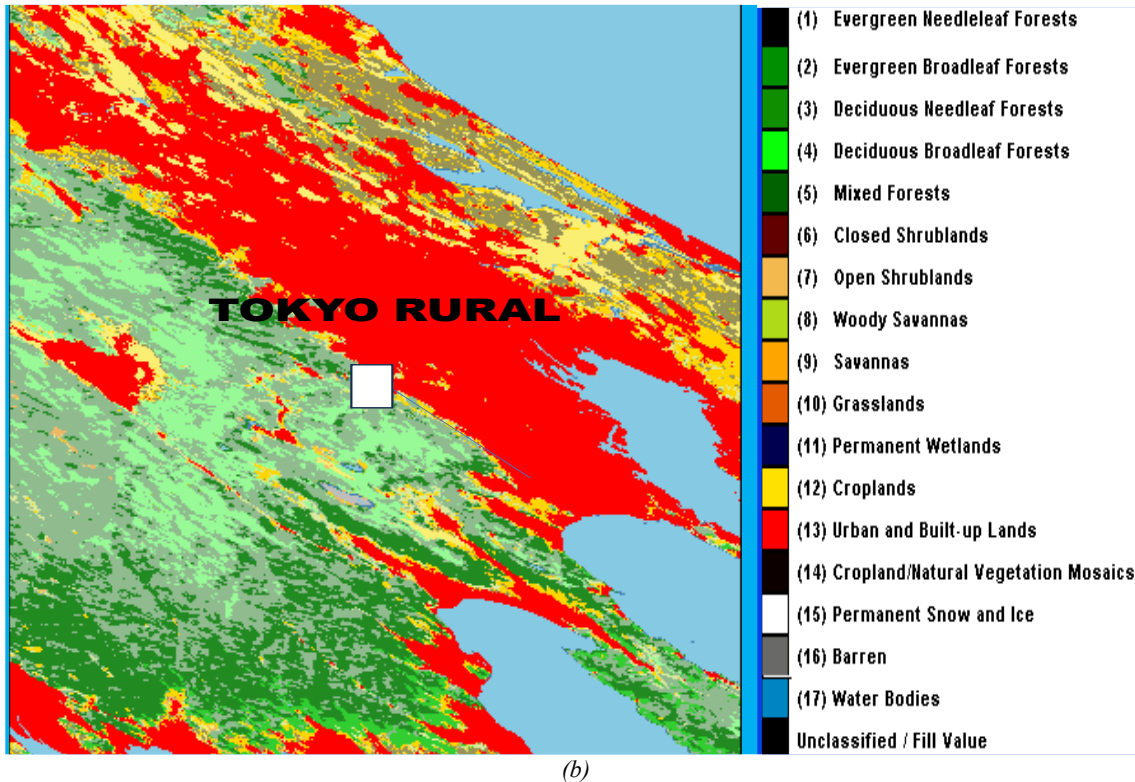 TOKYO RURAL
(1) Evergreen Needleleaf Forests
(2) Evergreen Broadleaf Forests
(3) Deciduous Needleaf Forests
(4) Deciduous Broadleaf Forests
(5) Mixed Forests
(6) Closed Shrublands
(7) Open Shrublands
(8) Woody Savannas
(9) Savannas
(10) Grasslands
(11) Permanent Wetlands
(12) Croplands
(13) Urban and Built-up Lands
(14) Cropland/Natural Vegetation Mosaics
(15) Permanent Snow and Ice
(16) Barren
(17) Water Bodies
Unclassified / Fill Value
(b)